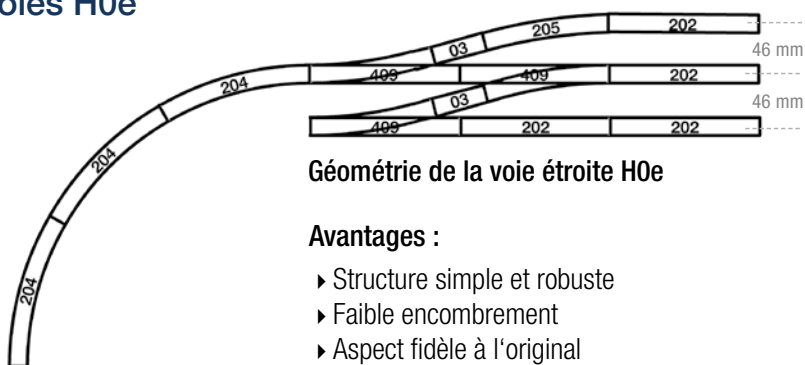 H0e
205
202
03
46 mm
204
409
409
202
46 mm
03
204
409
202
202
Géométrie de la voie étroite H0e
Avantages :
204
▸ Structure simple et robuste
▸ Faible encombrement
▸ Aspect fidèle à l‘original